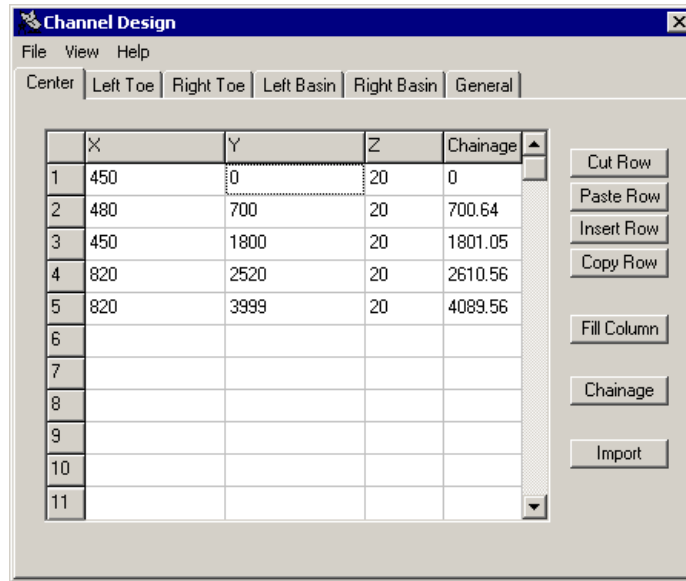 Channel Design
File View Help
Center Left Toe Right Toe Left Basin Right Basin General
X Y Z Chainage
1 450 0 20 0
2 480 700 20 700.64
3 450 1800 20 1801.05
4 820 2520 20 2610.56
5 820 3999 20 4089.56
6
7
8
9
10
11
Cut Row
Paste Row
Insert Row
Copy Row
Fill Column
Chainage
Import